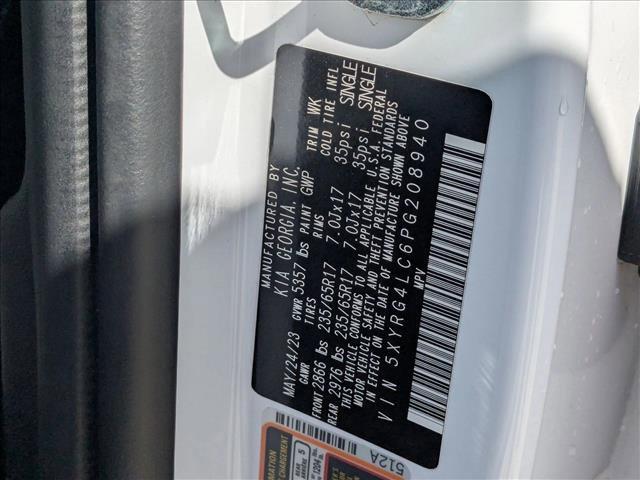 MANUFACTURED BY
KIA GEORGIA, INC.
MAY/24/23 GVWR 5357 lbs PAINT GWP TRIM WK
GAWR TIRES RIMS COLD TIRE INFL
FRONT 2866 lbs 235/65R17 7.0Jx17 35psi SINGLE
REAR 2976 lbs 235/65R17 7.0Jx17 35psi SINGLE
THIS VEHICLE CONFORMS TO ALL APPLICABLE U.S.A. FEDERAL
MOTOR VEHICLE SAFETY AND THEFT PREVENTION STANDARDS
IN EFFECT ON THE DATE OF MANUFACTURE SHOWN ABOVE
VIN 5XYRG4LC6PG208940
MPV
512A
REAR
ARRIÈRE 5